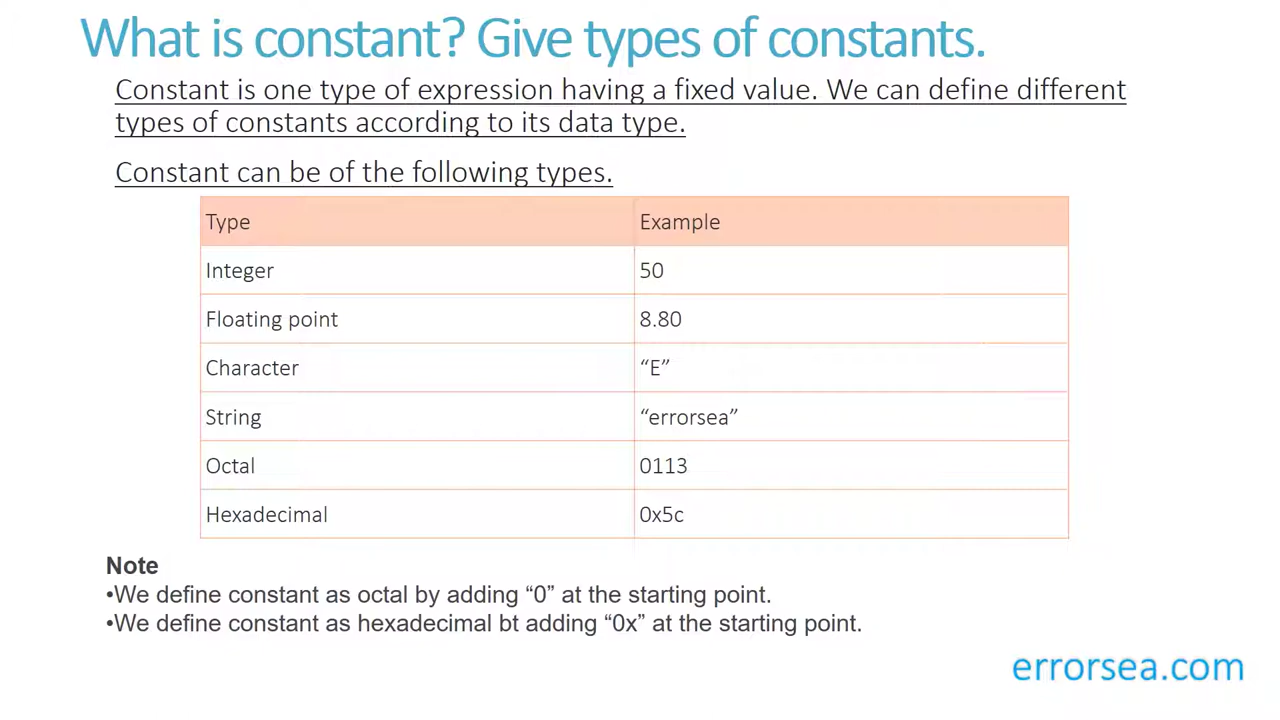 What is constant? Give types of constants.
Constant is one type of expression having a fixed value. We can define different
types of constants according to its data type.
Constant can be of the following types.
Type Example
Integer 50
Floating point 8.80
Character “E”
String “errorsea”
Octal 0113
Hexadecimal 0x5c
Note
•We define constant as octal by adding “0” at the starting point.
•We define constant as hexadecimal bt adding “0x” at the starting point.
errorsea.com